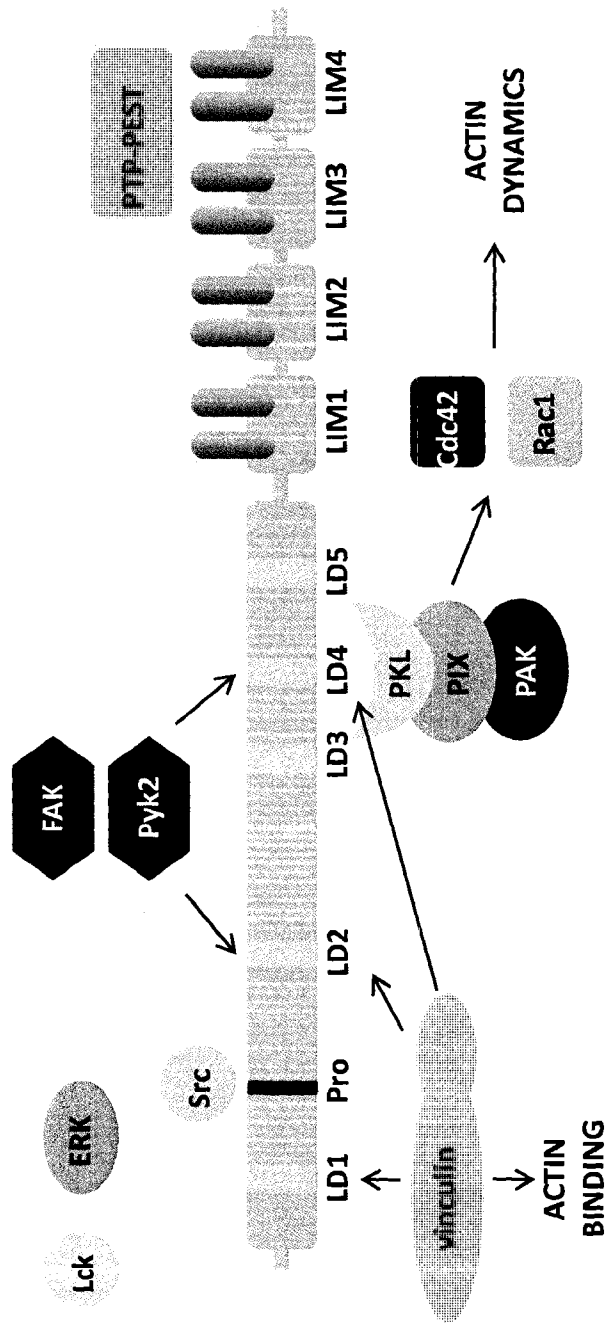 Lck
ERK
FAK
Pyk2
PTP-PEST
Src
LD1
Pro
LD2
LD3
LD4
LD5
LIM1
LIM2
LIM3
LIM4
vinculin
PKL
PIX
PAK
Cdc42
Rac1
ACTIN
BINDING
ACTIN
DYNAMICS